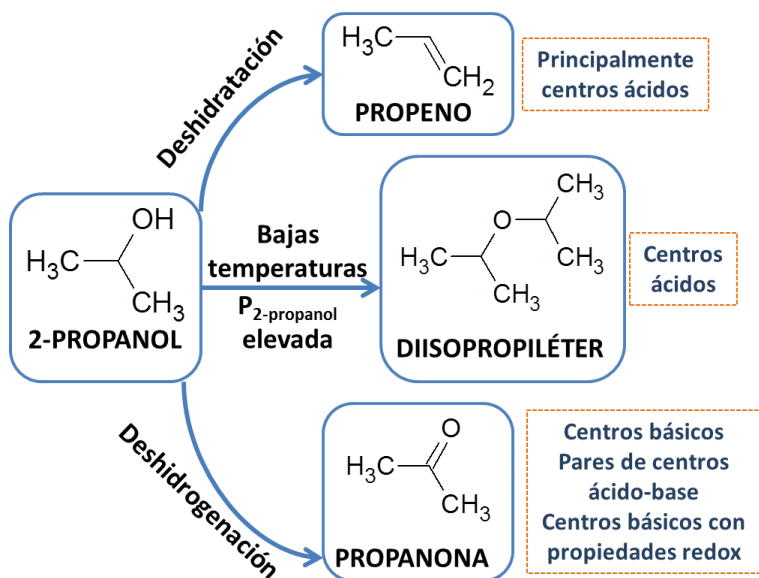 Deshidratación
H₃C
CH₂
PROPENO
Principalmente
centros ácidos
OH
H₃C
CH₃
2-PROPANOL
Bajas
temperaturas
P₂₋propanol
elevada
CH₃
O
H₃C
CH₃
CH₃
DIISOPROPILÉTER
Centros
ácidos
Deshidrogenación
O
H₃C
CH₃
PROPANONA
Centros básicos
Pares de centros
ácido-base
Centros básicos con
propiedades redox